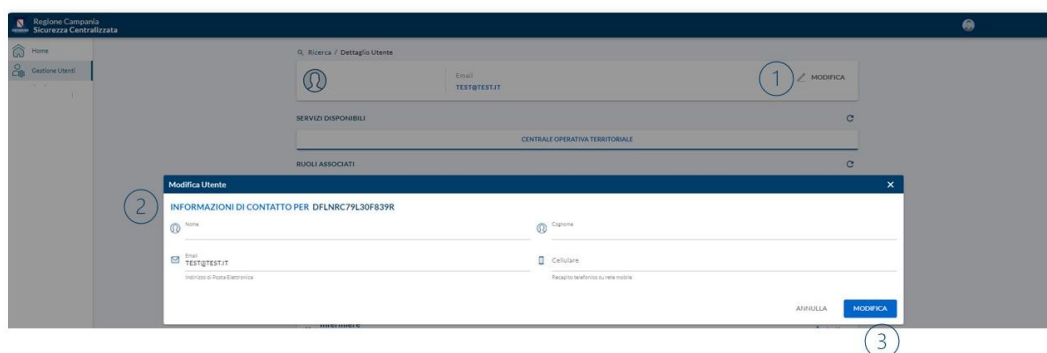 Regione Campania
Sicurezza Centralizzata
Home
Gestione Utenti
Ricerca / Dettaglio Utente
Email
TEST@TEST.IT
1
MODIFICA
SERVIZI DISPONIBILI
CENTRALE OPERATIVA TERRITORIALE
RUOLI ASSOCIATI
2
Modifica Utente
INFORMAZIONI DI CONTATTO PER DFLNRC79L30F839R
Nome
Cognome
Email
TEST@TEST.IT
Cellulare
Indirizzo di Posta Elettronica
Recapito telefonico su rete mobile
ANNULLA
MODIFICA
3